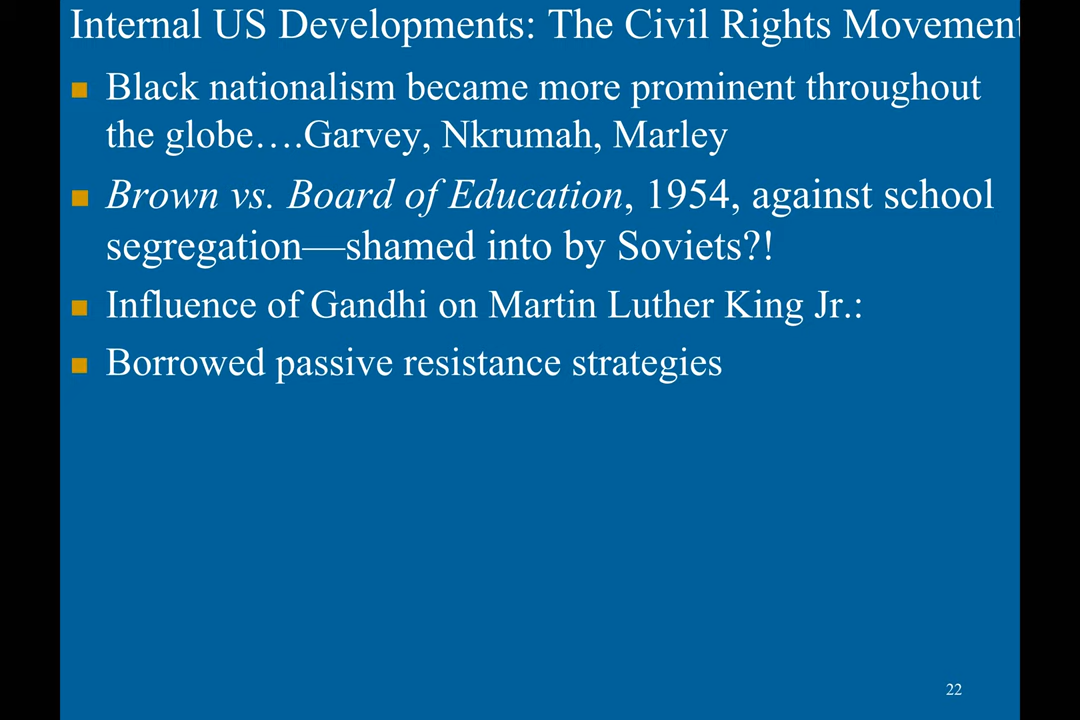 Internal US Developments: The Civil Rights Movement
Black nationalism became more prominent throughout
the globe….Garvey, Nkrumah, Marley
Brown vs. Board of Education, 1954, against school
segregation—shamed into by Soviets?!
Influence of Gandhi on Martin Luther King Jr.:
Borrowed passive resistance strategies
22